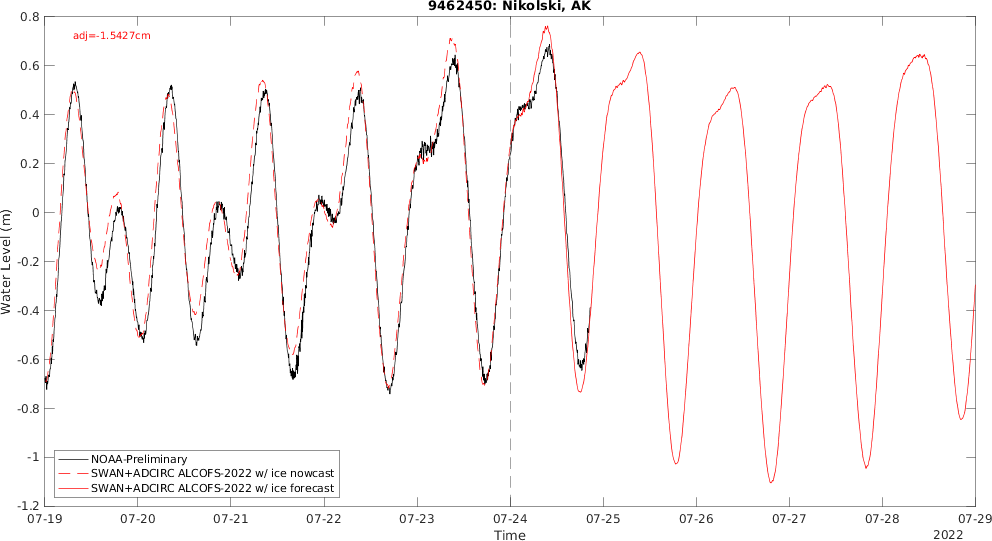 9462450: Nikolski, AK
adj=-1.5427cm
0.8
0.6
0.4
0.2
0
-0.2
-0.4
-0.6
-0.8
-1
-1.2
Water Level (m)
NOAA-Preliminary
SWAN+ADCIRC ALCOFS-2022 w/ ice nowcast
SWAN+ADCIRC ALCOFS-2022 w/ ice forecast
07-19 07-20 07-21 07-22 07-23 07-24 07-25 07-26 07-27 07-28 07-29
Time
2022